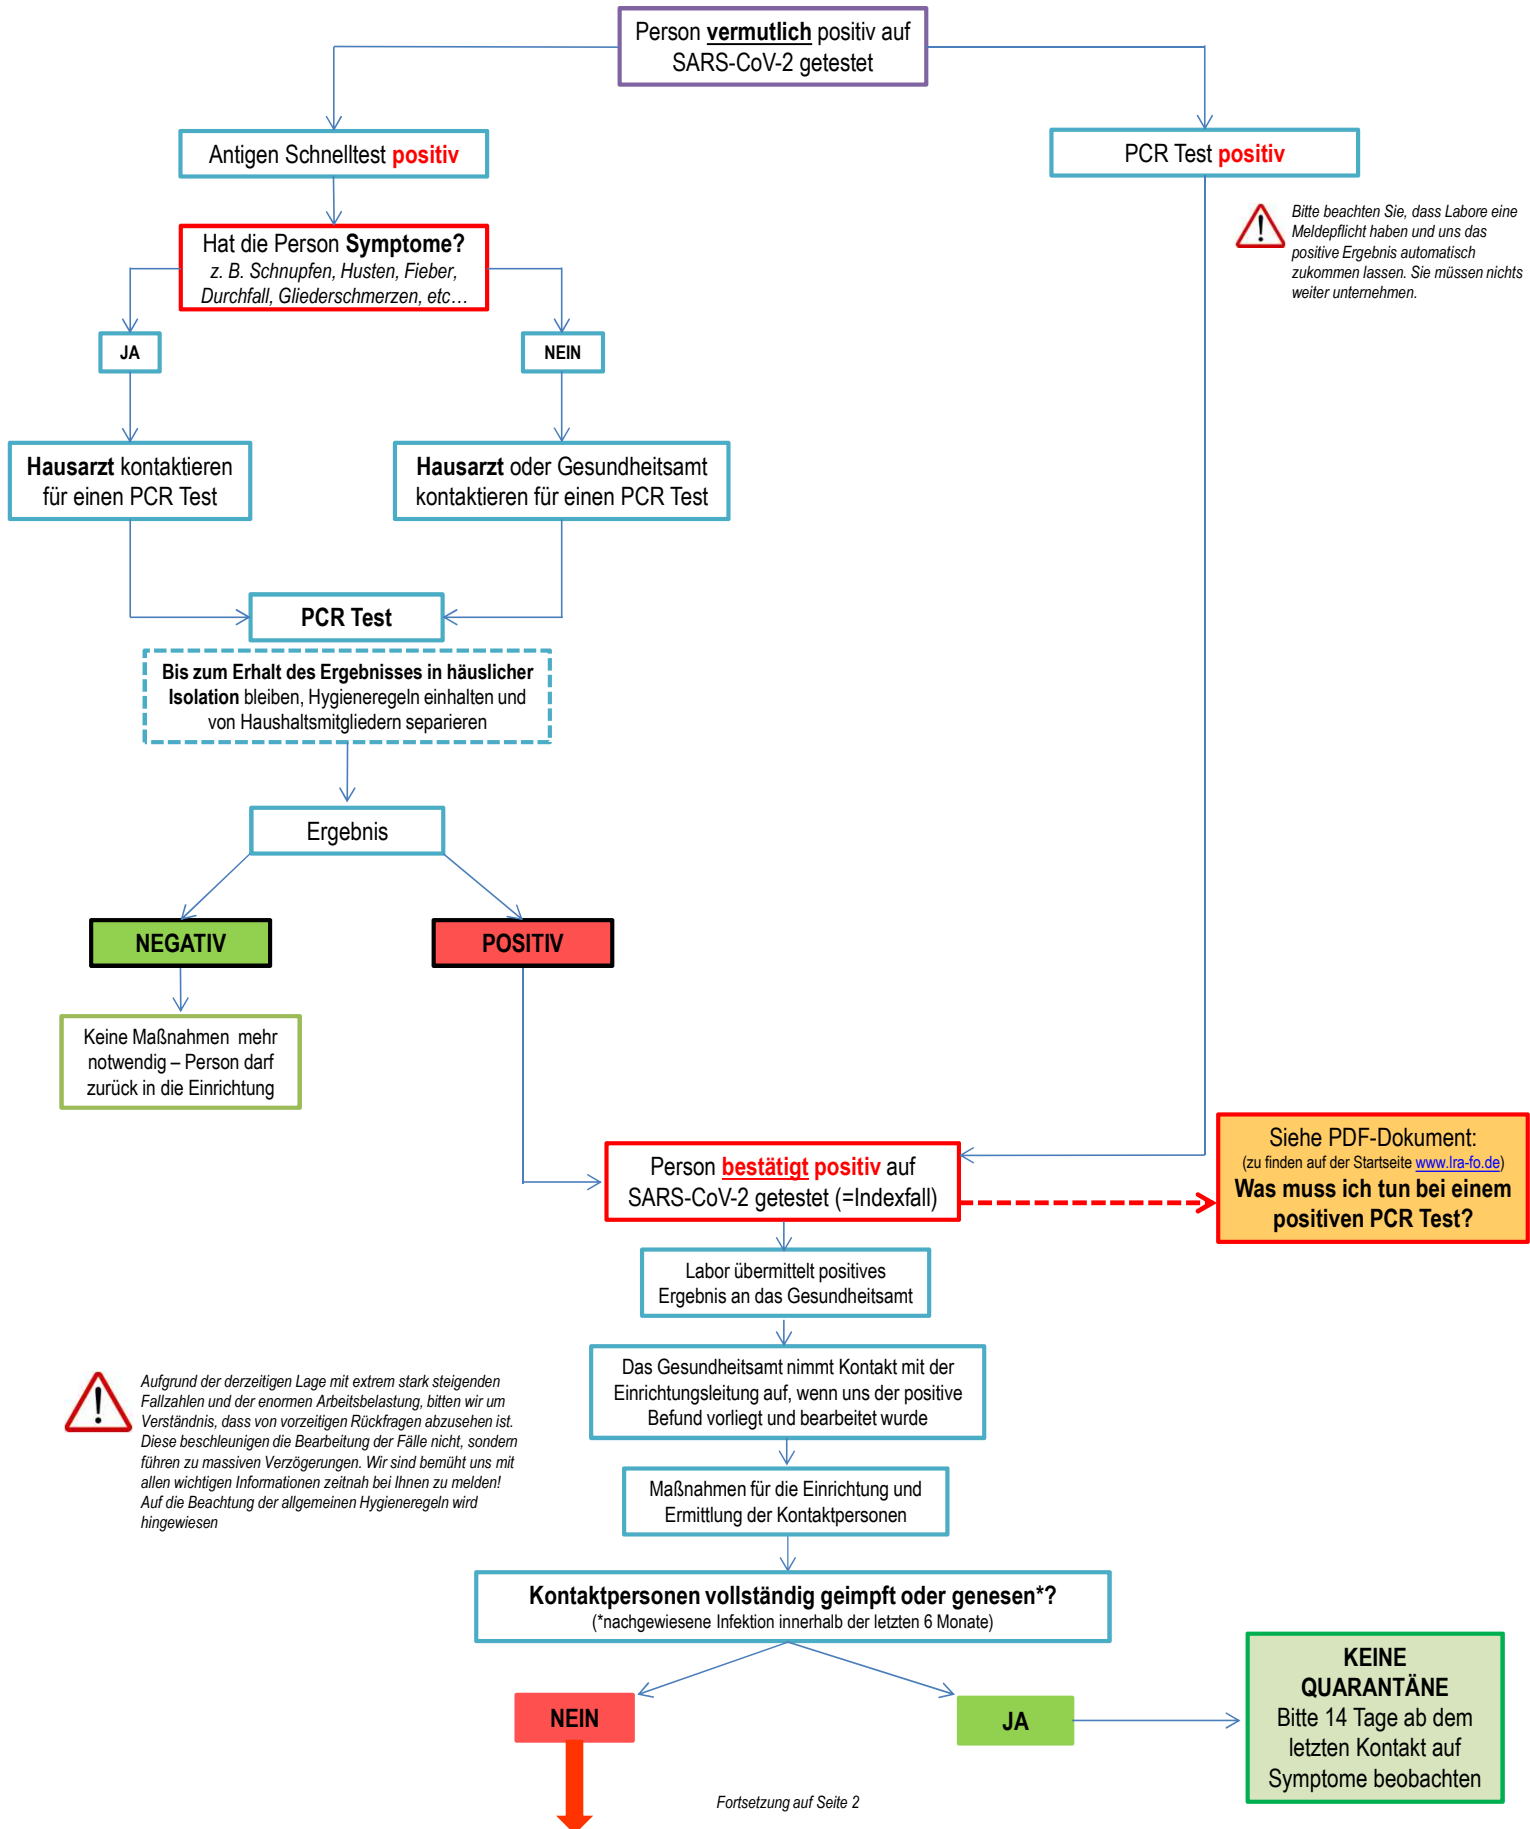 Person vermutlich positiv auf
SARS-CoV-2 getestet
Antigen Schnelltest positiv
PCR Test positiv
Bitte beachten Sie, dass Labore eine
Meldepflicht haben und uns das
positive Ergebnis automatisch
zukommen lassen. Sie müssen nichts
weiter unternehmen.
Hat die Person Symptome?
z. B. Schnupfen, Husten, Fieber,
Durchfall, Gliederschmerzen, etc…
JA
NEIN
Hausarzt kontaktieren
für einen PCR Test
Hausarzt oder Gesundheitsamt
kontaktieren für einen PCR Test
PCR Test
Bis zum Erhalt des Ergebnisses in häuslicher
Isolation bleiben, Hygieneregeln einhalten und
von Haushaltsmitgliedern separieren
Ergebnis
NEGATIV
POSITIV
Keine Maßnahmen mehr
notwendig – Person darf
zurück in die Einrichtung
Person bestätigt positiv auf
SARS-CoV-2 getestet (=Indexfall)
Siehe PDF-Dokument:
(zu finden auf der Startseite www.lra-fo.de)
Was muss ich tun bei einem
positiven PCR Test?
Labor übermittelt positives
Ergebnis an das Gesundheitsamt
Das Gesundheitsamt nimmt Kontakt mit der
Einrichtungsleitung auf, wenn uns der positive
Befund vorliegt und bearbeitet wurde
Aufgrund der derzeitigen Lage mit extrem stark steigenden
Fallzahlen und der enormen Arbeitsbelastung, bitten wir um
Verständnis, dass von vorzeitigen Rückfragen abzusehen ist.
Diese beschleunigen die Bearbeitung der Fälle nicht, sondern
führen zu massiven Verzögerungen. Wir sind bemüht uns mit
allen wichtigen Informationen zeitnah bei Ihnen zu melden!
Auf die Beachtung der allgemeinen Hygieneregeln wird
hingewiesen
Maßnahmen für die Einrichtung und
Ermittlung der Kontaktpersonen
Kontaktpersonen vollständig geimpft oder genesen*?
(*nachgewiesene Infektion innerhalb der letzten 6 Monate)
NEIN
JA
KEINE
QUARANTÄNE
Bitte 14 Tage ab dem
letzten Kontakt auf
Symptome beobachten
Fortsetzung auf Seite 2